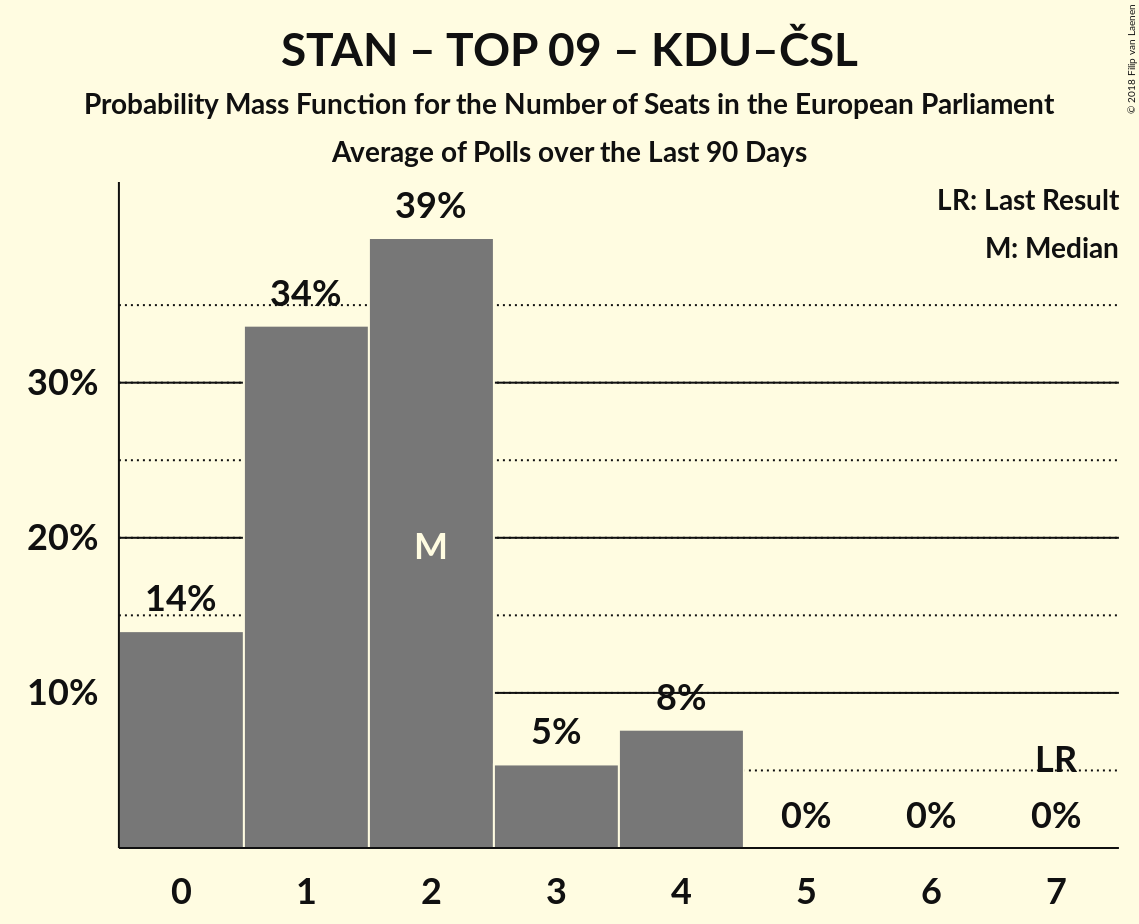 STAN – TOP 09 – KDU–ČSL
Probability Mass Function for the Number of Seats in the European Parliament
Average of Polls over the Last 90 Days
© 2018 Filip van Laenen
LR: Last Result
M: Median
39%
34%
30%
20%
M
14%
10%
8%
5%
LR
0%
0%
0%
0
1
2
3
4
5
6
7